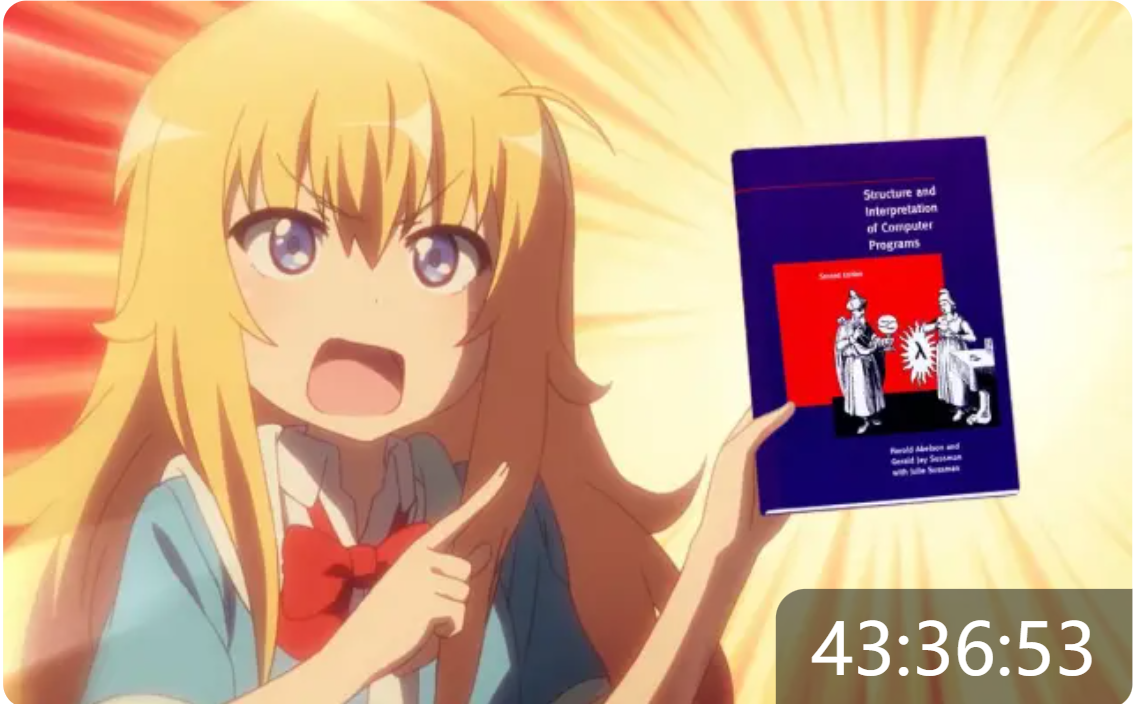 Structure and
Interpretation
of Computer
Programs
Second Edition
λ
Harold Abelson and
Gerald Jay Sussman
with Julie Sussman
43:36:53